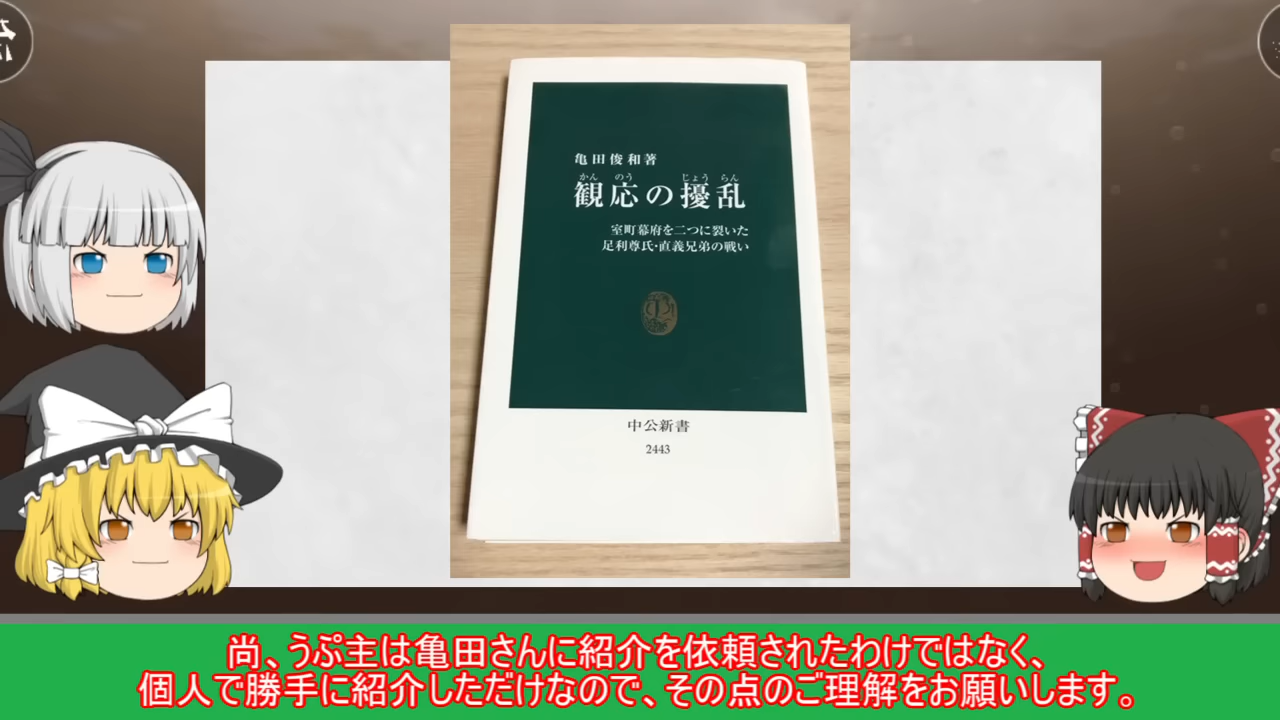 亀田俊和著
かん のう じょう らん
観応の擾乱
室町幕府を二つに裂いた
足利尊氏・直義兄弟の戦い
中公新書
2443
尚、うぷ主は亀田さんに紹介を依頼されたわけではなく、
個人で勝手に紹介しただけなので、その点のご理解をお願いします。